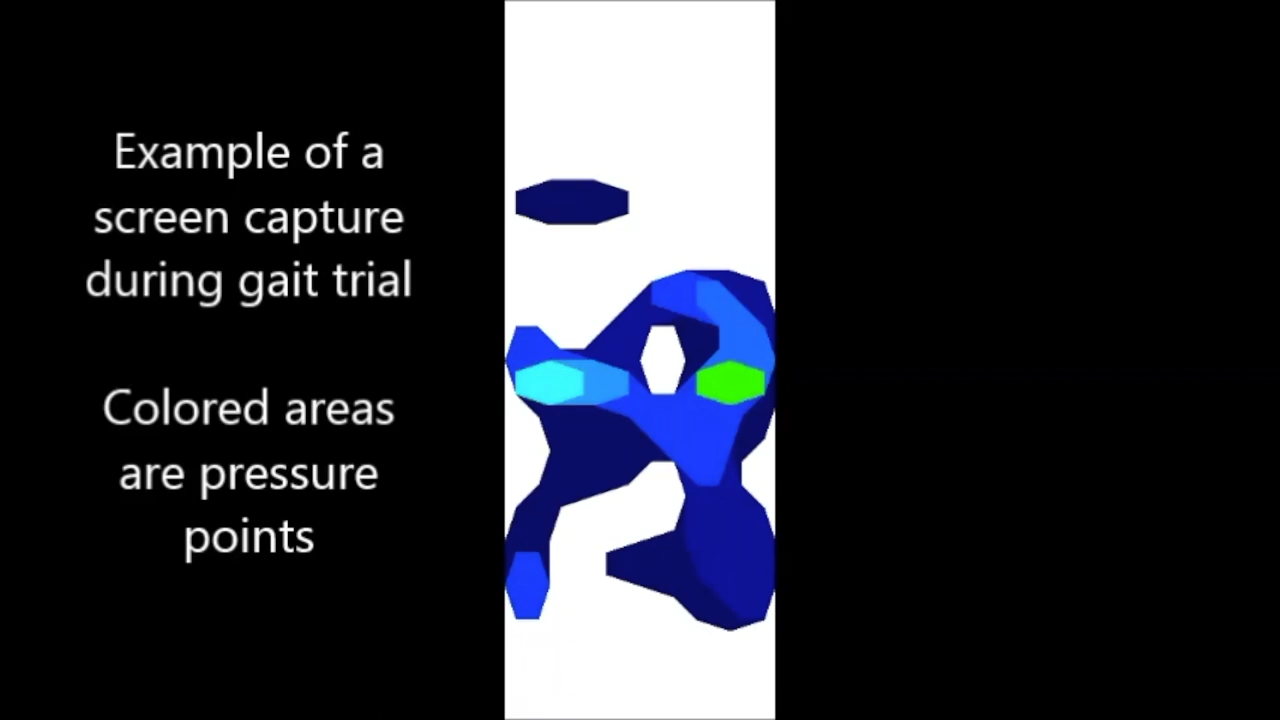 Example of a
screen capture
during gait trial
Colored areas
are pressure
points